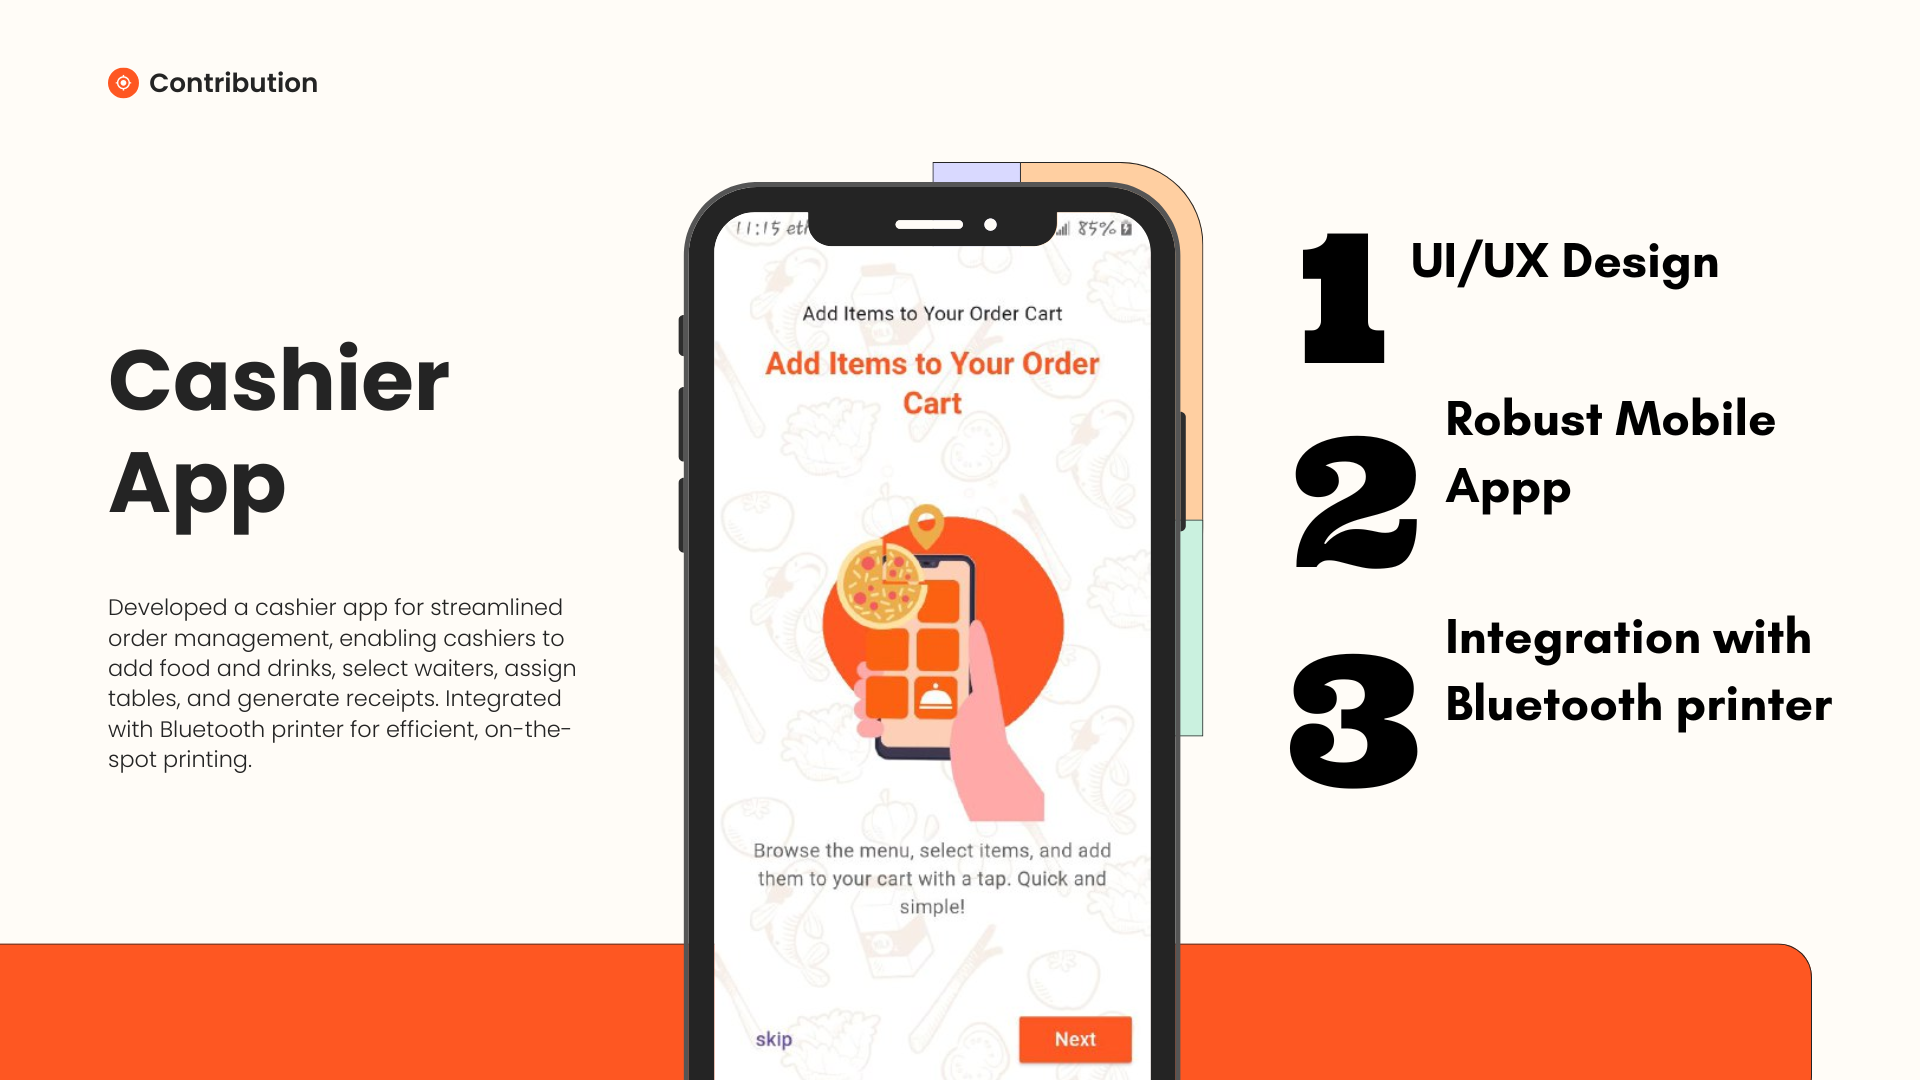 Contribution
Cashier
App
Developed a cashier app for streamlined
order management, enabling cashiers to
add food and drinks, select waiters, assign
tables, and generate receipts. Integrated
with Bluetooth printer for efficient, on-the-
spot printing.
11:15 eth
85%
Add Items to Your Order Cart
Add Items to Your Order
Cart
Browse the menu, select items, and add
them to your cart with a tap. Quick and
simple!
skip
Next
1
UI/UX Design
2
Robust Mobile
Appp
3
Integration with
Bluetooth printer